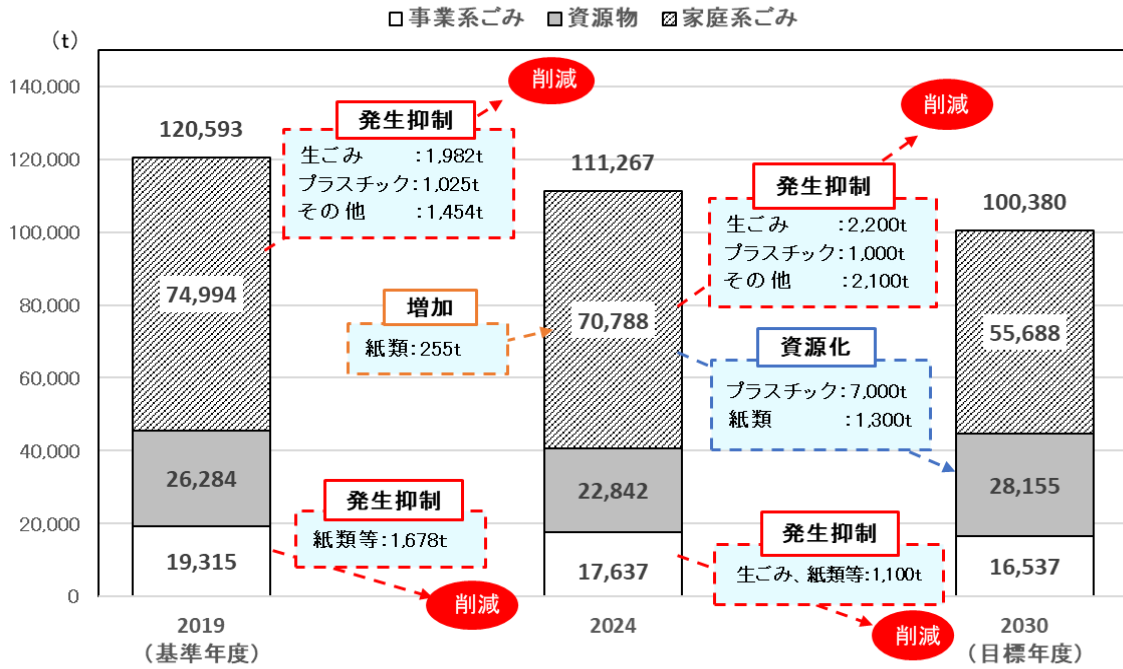 □事業系ごみ ■資源物 ▨家庭系ごみ
（t）
140,000
120,000
100,000
80,000
60,000
40,000
20,000
0
120,593
74,994
26,284
19,315
2019
（基準年度）
発生抑制
生ごみ :1,982t
プラスチック:1,025t
その他 :1,454t
削減
増加
紙類:255t
発生抑制
紙類等:1,678t
削減
111,267
70,788
22,842
17,637
2024
発生抑制
生ごみ :2,200t
プラスチック:1,000t
その他 :2,100t
削減
資源化
プラスチック:7,000t
紙類 :1,300t
発生抑制
生ごみ、紙類等:1,100t
削減
100,380
55,688
28,155
16,537
2030
（目標年度）